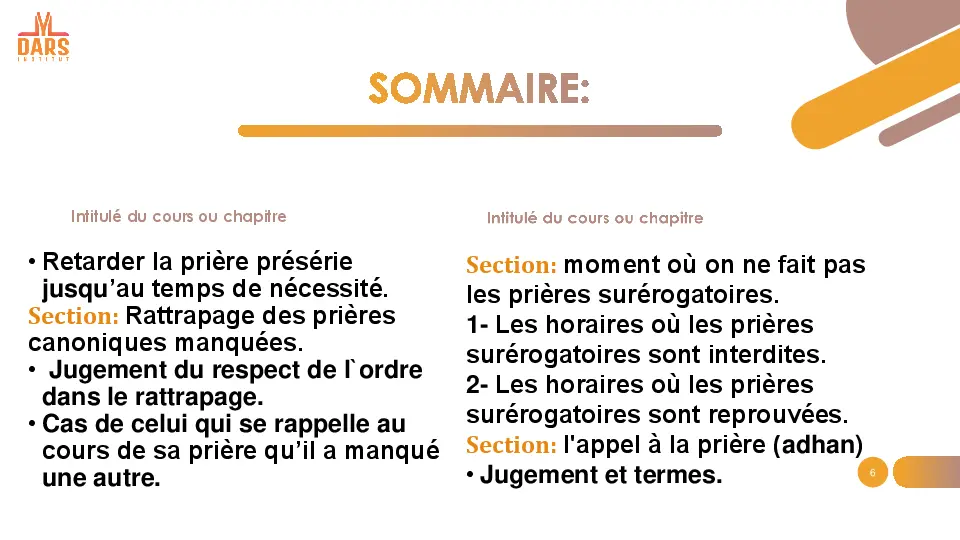 DARS
INSTITUT
SOMMAIRE:
Intitulé du cours ou chapitre
• Retarder la prière présérie
jusqu’au temps de nécessité.
Section: Rattrapage des prières
canoniques manquées.
• Jugement du respect de l`ordre
dans le rattrapage.
• Cas de celui qui se rappelle au
cours de sa prière qu’il a manqué
une autre.
Intitulé du cours ou chapitre
Section: moment où on ne fait pas
les prières surérogatoires.
1- Les horaires où les prières
surérogatoires sont interdites.
2- Les horaires où les prières
surérogatoires sont reprouvées.
Section: l'appel à la prière (adhan)
• Jugement et termes.
6